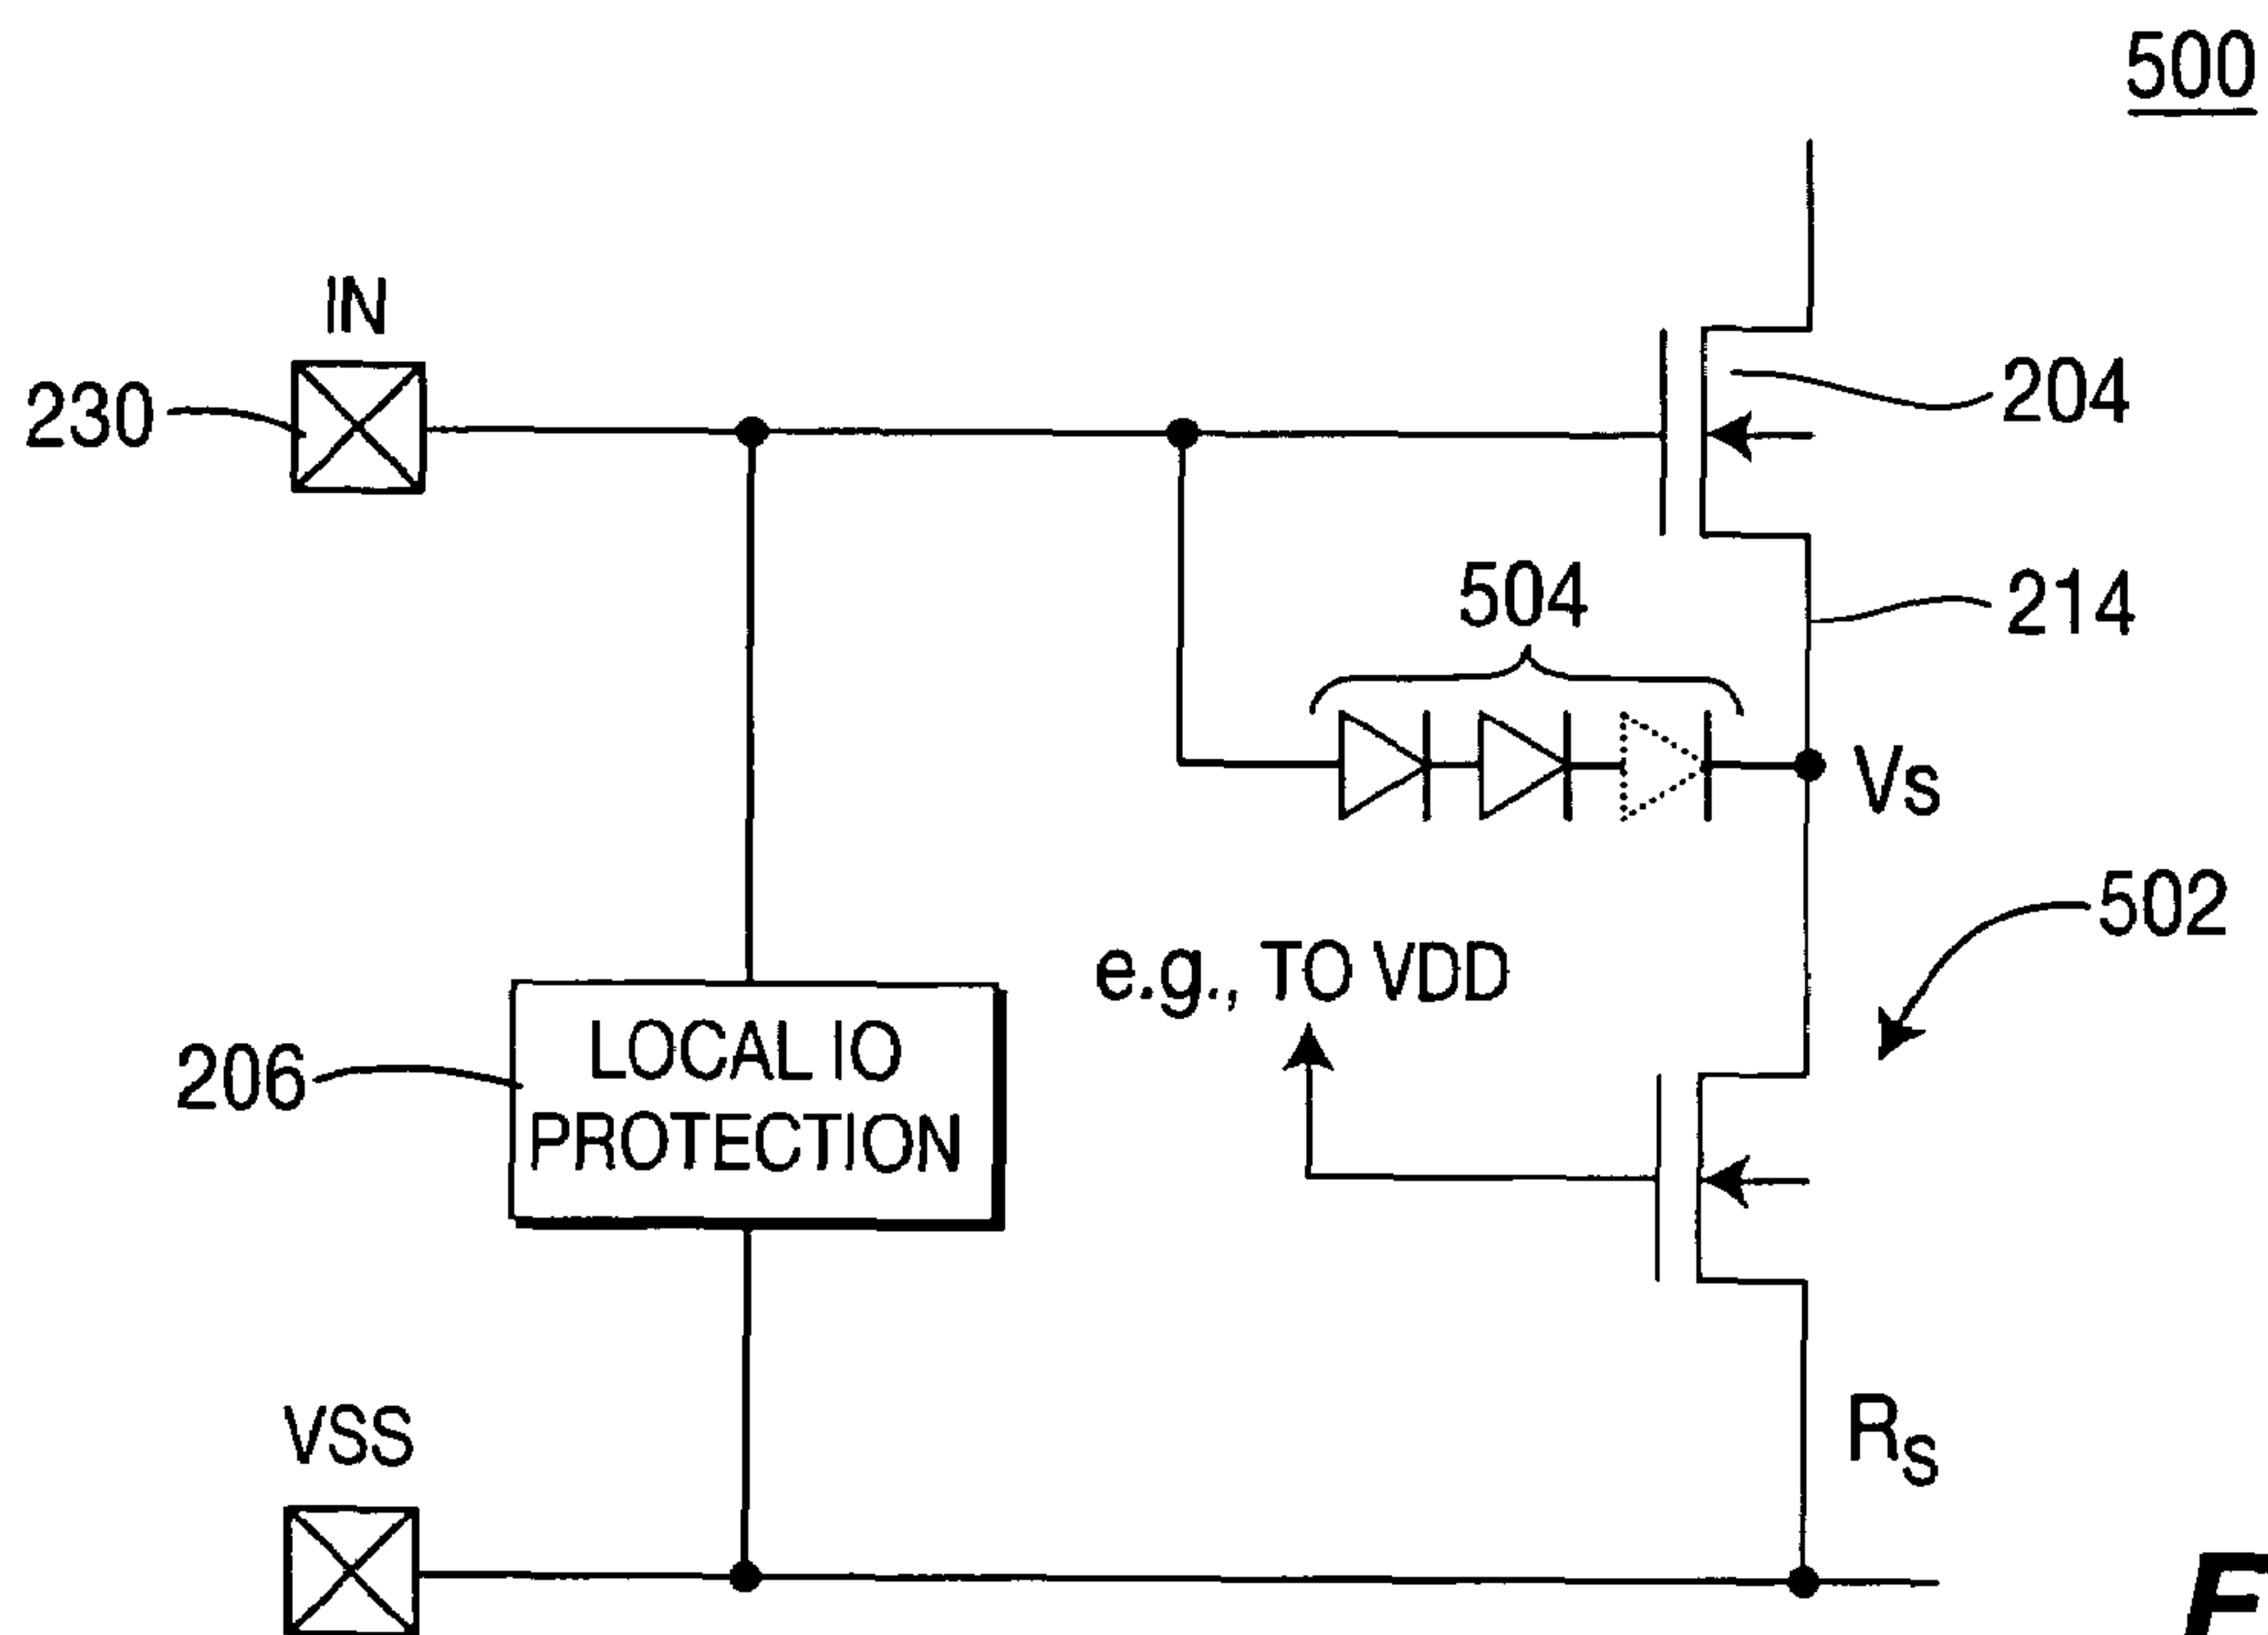 500
IN
230
204
504
214
Vs
502
e.g., TO VDD
206
LOCAL IO
PROTECTION
VSS
RS
F